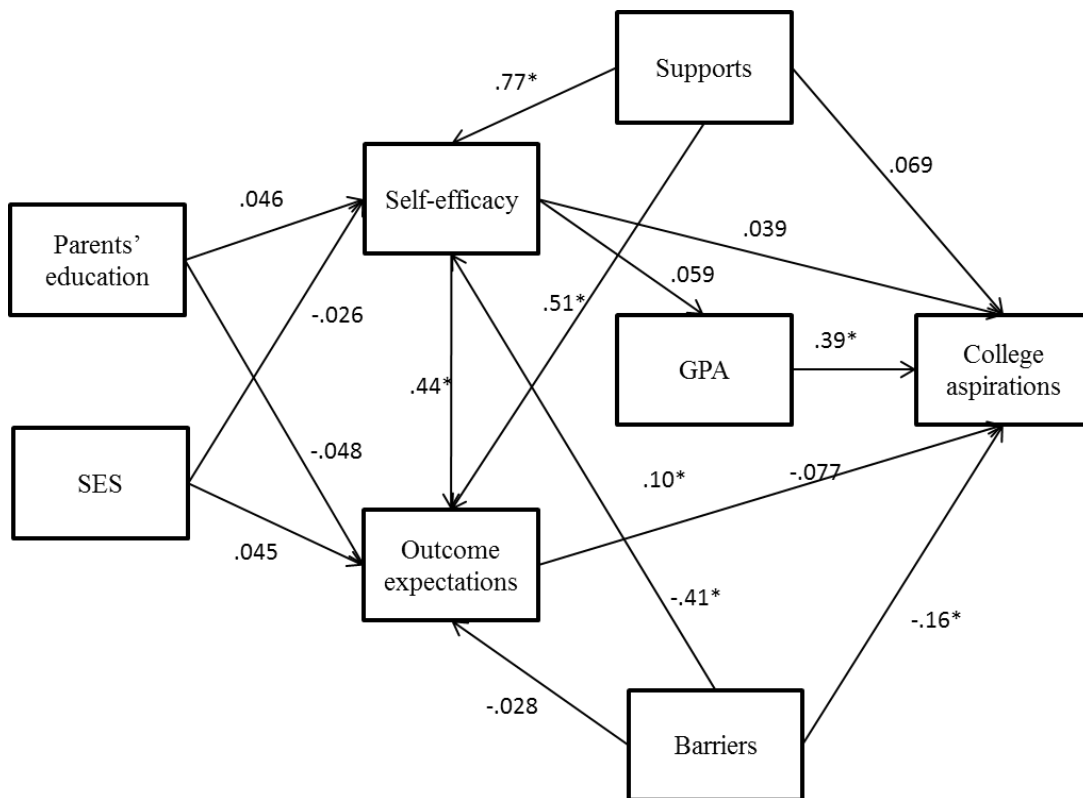 Supports
.77*
.069
Self-efficacy
.046
.039
Parents’
education
.059
-.026
.51*
.39*
GPA
College
aspirations
.44*
-.048
SES
.10*
-.077
.045
Outcome
expectations
-.41*
-.16*
-.028
Barriers